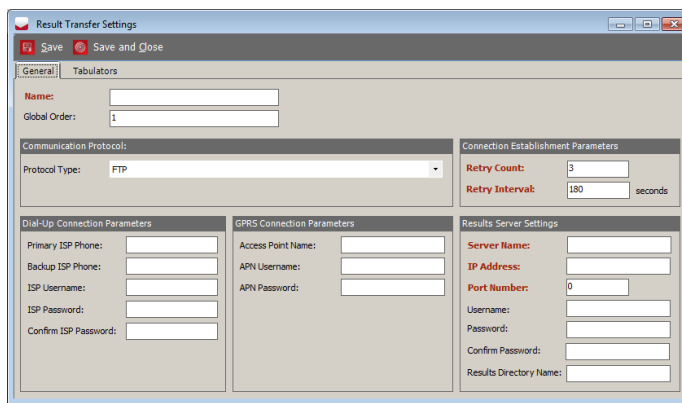 Result Transfer Settings
Save Save and Close
General Tabulators
Name:
Global Order: 1
Communication Protocol:
Protocol Type: FTP
Connection Establishment Parameters
Retry Count: 3
Retry Interval: 180 seconds
Dial-Up Connection Parameters
Primary ISP Phone:
Backup ISP Phone:
ISP Username:
ISP Password:
Confirm ISP Password:
GPRS Connection Parameters
Access Point Name:
APN Username:
APN Password:
Results Server Settings
Server Name:
IP Address:
Port Number: 0
Username:
Password:
Confirm Password:
Results Directory Name: